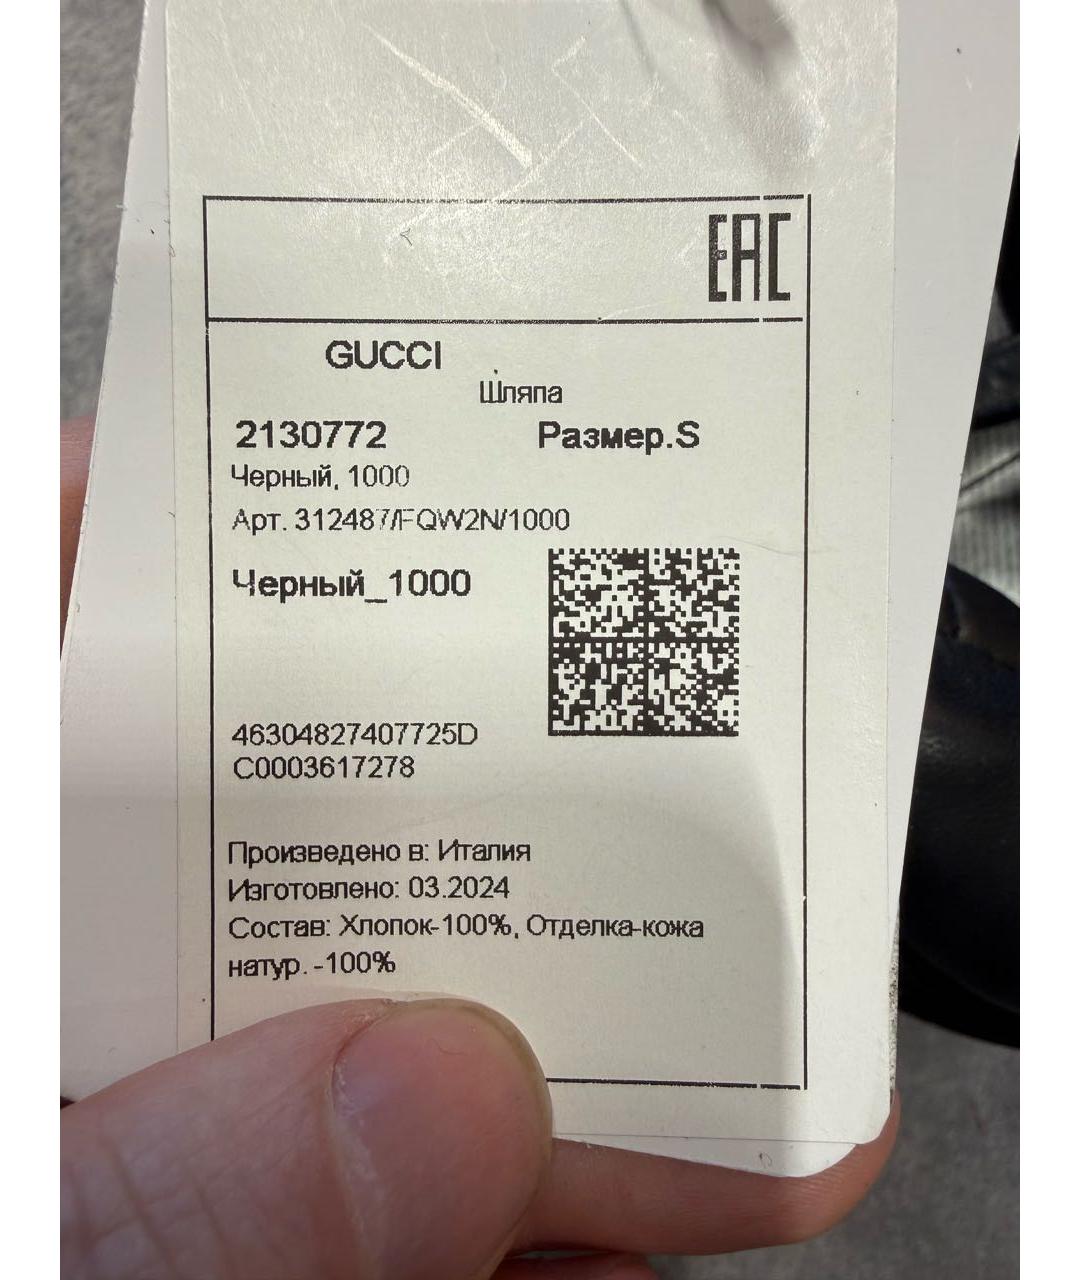 EAC
GUCCI
Шляпа
2130772 Размер.S
Черный, 1000
Арт. 312487/FQW2N/1000
Черный_1000
46304827407725D
C0003617278
Произведено в: Италия
Изготовлено: 03.2024
Состав: Хлопок-100%, Отделка-кожа
натур.-100%